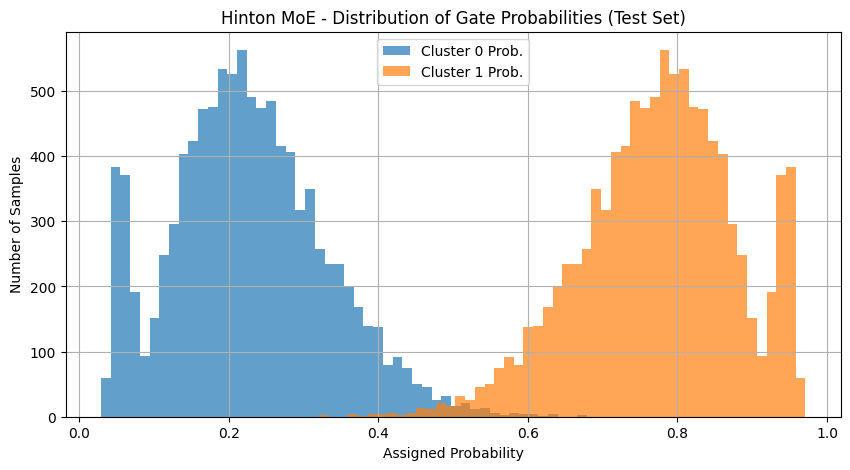 Hinton MoE - Distribution of Gate Probabilities (Test Set)
Cluster 0 Prob.
Cluster 1 Prob.
Number of Samples
500
400
300
200
100
0
0.0 0.2 0.4 0.6 0.8 1.0
Assigned Probability